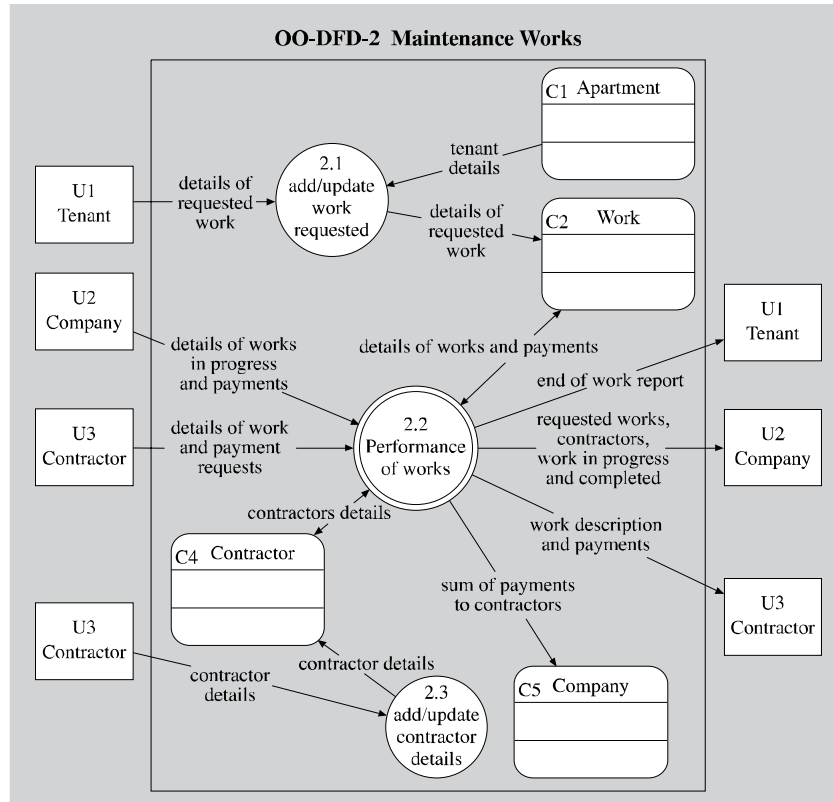 OO-DFD-2 Maintenance Works
C1 Apartment
tenant
details
2.1
add/update
work
requested
U1
Tenant
details of
requested
work
details of
requested
work
C2 Work
U2
Company
U1
Tenant
details of works
in progress
and payments
details of works and payments
end of work report
U3
Contractor
details of work
and payment
requests
2.2
Performance
of works
requested works,
contractors,
work in progress
and completed
U2
Company
contractors details
work description
and payments
C4 Contractor
sum of payments
to contractors
U3
Contractor
U3
Contractor
contractor
details
contractor details
2.3
add/update
contractor
details
C5 Company